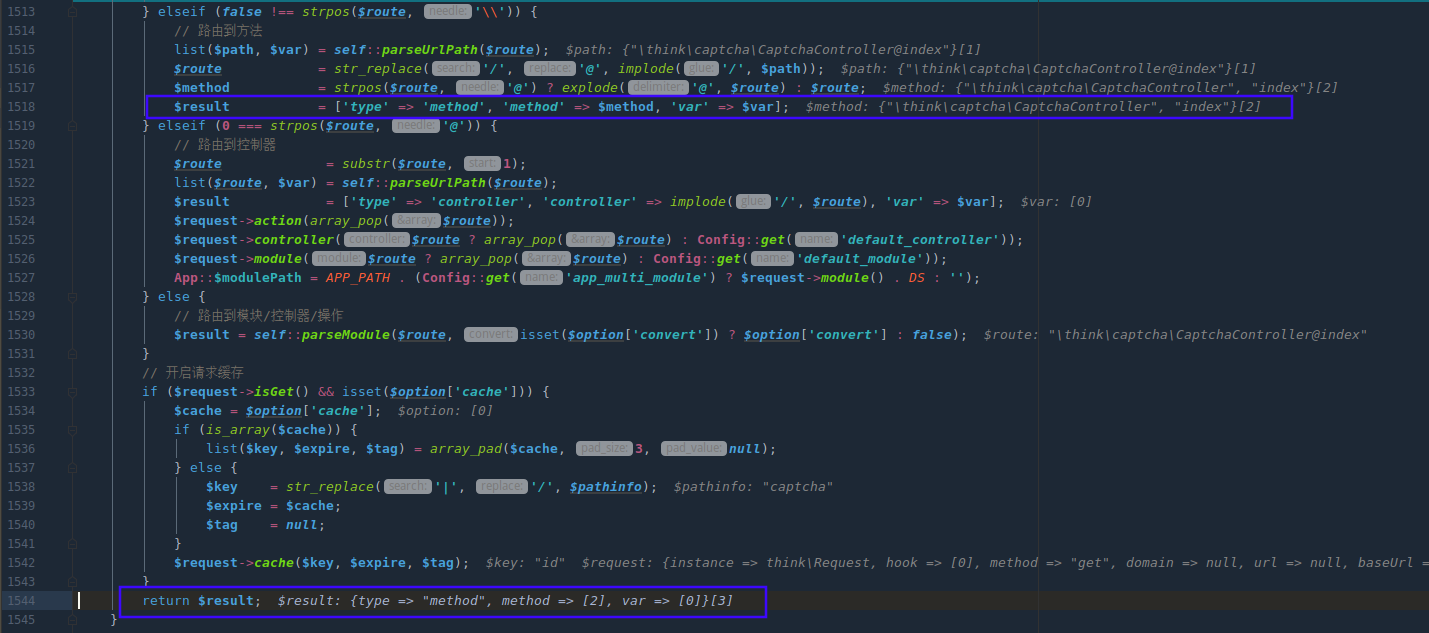 1513 } elseif (false !== strpos($route, needle: '\\')) {
1514 // 路由到方法
1515 list($path, $var) = self::parseUrlPath($route); $path: {"\think\captcha\CaptchaController@index"}[1]
1516 $route = str_replace( search: '/', replace: '@', implode( glue: '/', $path)); $path: {"\think\captcha\CaptchaController@index"}[1]
1517 $method = strpos($route, needle: '@') ? explode( delimiter: '@', $route) : $route; $method: {"\think\captcha\CaptchaController", "index"}[2]
1518 $result = ['type' => 'method', 'method' => $method, 'var' => $var]; $method: {"\think\captcha\CaptchaController", "index"}[2]
1519 } elseif (0 === strpos($route, needle: '@')) {
1520 // 路由到控制器
1521 $route = substr($route, start: 1);
1522 list($route, $var) = self::parseUrlPath($route);
1523 $result = ['type' => 'controller', 'controller' => implode( glue: '/', $route), 'var' => $var]; $var: [0]
1524 $request->action(array_pop( &array: $route));
1525 $request->controller( controller: $route ? array_pop( &array: $route) : Config::get( name: 'default_controller'));
1526 $request->module( module: $route ? array_pop( &array: $route) : Config::get( name: 'default_module'));
1527 App::$modulePath = APP_PATH . (Config::get( name: 'app_multi_module') ? $request->module() . DS : '');
1528 } else {
1529 // 路由到模块/控制器/操作
1530 $result = self::parseModule($route, convert: isset($option['convert']) ? $option['convert'] : false); $route: "\think\captcha\CaptchaController@index"
1531 }
1532 // 开启请求缓存
1533 if ($request->isGet() && isset($option['cache'])) {
1534 $cache = $option['cache']; $option: [0]
1535 if (is_array($cache)) {
1536 list($key, $expire, $tag) = array_pad($cache, pad_size: 3, pad_value: null);
1537 } else {
1538 $key = str_replace( search: '|', replace: '/', $pathinfo); $pathinfo: "captcha"
1539 $expire = $cache;
1540 $tag = null;
1541 }
1542 $request->cache($key, $expire, $tag); $key: "id" $request: {instance => think\Request, hook => [0], method => "get", domain => null, url => null, baseUrl =
1543 }
1544 return $result; $result: {type => "method", method => [2], var => [0]}[3]
1545 }